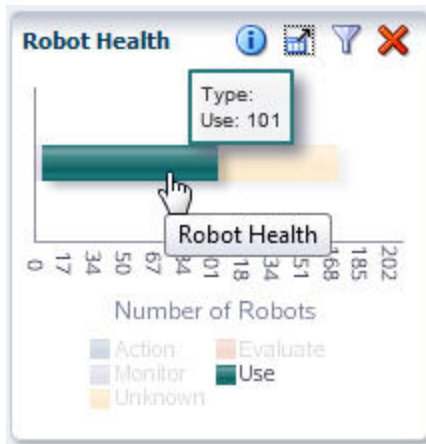 Robot Health
Type:
Use: 101
Robot Health
0 17 34 50 67 84 101 118 134 151 168 185 202
Number of Robots
Action Evaluate
Monitor Use
Unknown